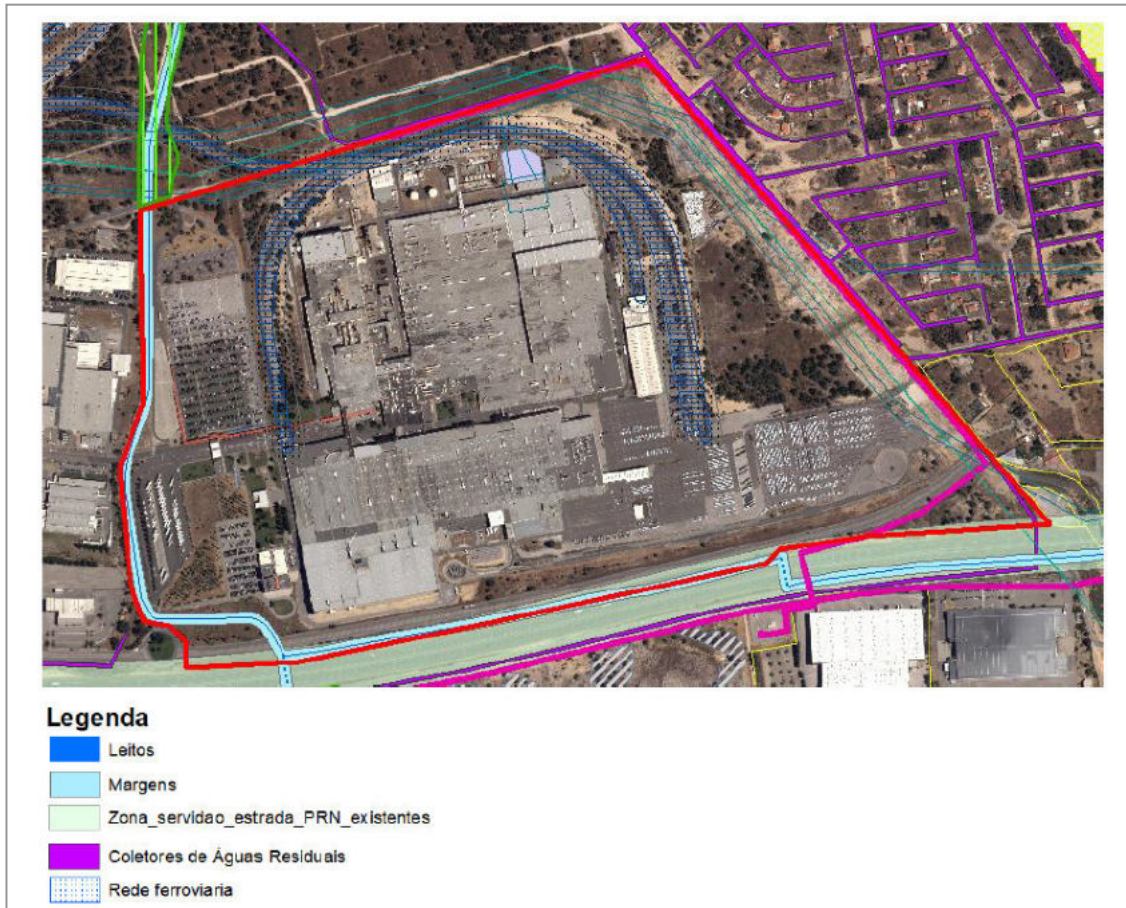 Legenda
Leitos
Margens
Zona_servidao_estrada_PRN_existentes
Coletores de Águas Residuais
Rede ferroviaria